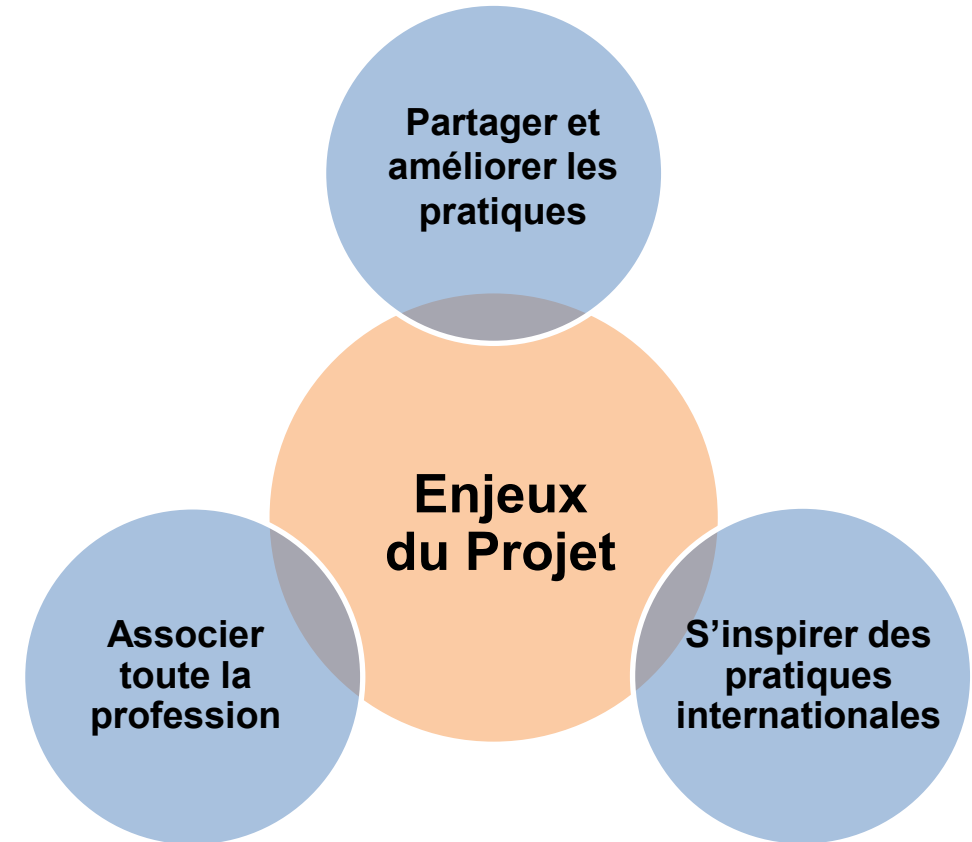 Partager et
améliorer les
pratiques
Enjeux
du Projet
Associer
toute la
profession
S’inspirer des
pratiques
internationales